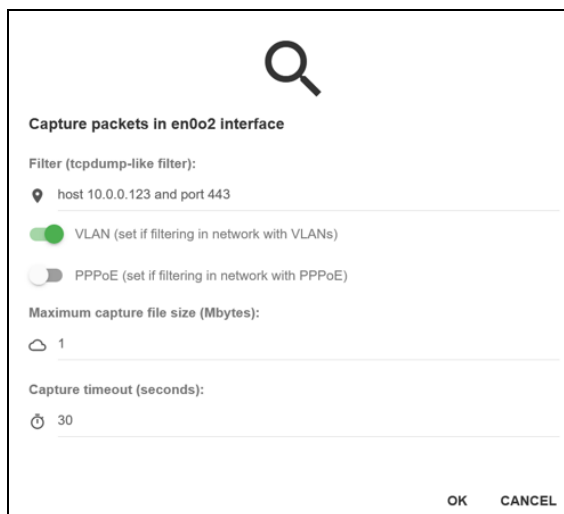 Capture packets in en0o2 interface
Filter (tcpdump-like filter):
host 10.0.0.123 and port 443
VLAN (set if filtering in network with VLANs)
PPPoE (set if filtering in network with PPPoE)
Maximum capture file size (Mbytes):
1
Capture timeout (seconds):
30
OK CANCEL